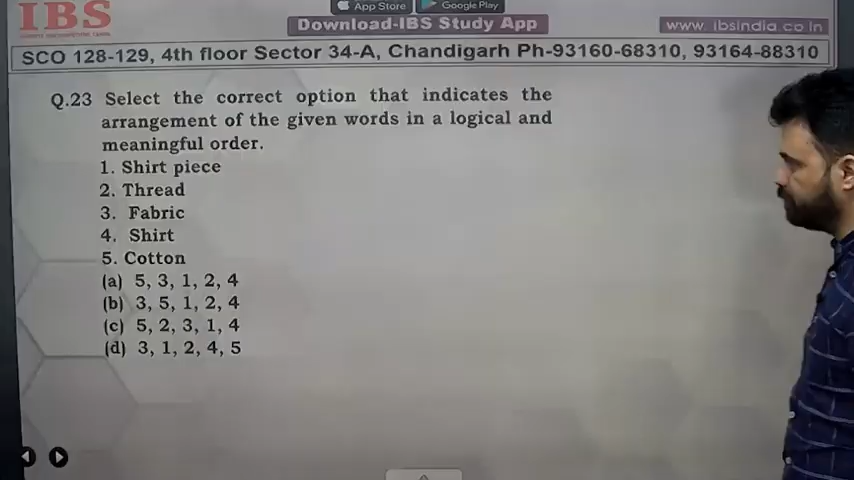 IBS
App Store
Google Play
Download-IBS Study App
www. ibsindia.co in
SCO 128-129, 4th floor Sector 34-A, Chandigarh Ph-93160-68310, 93164-88310
Q.23 Select the correct option that indicates the
arrangement of the given words in a logical and
meaningful order.
1. Shirt piece
2. Thread
3. Fabric
4. Shirt
5. Cotton
(a) 5, 3, 1, 2, 4
(b) 3, 5, 1, 2, 4
(c) 5, 2, 3, 1, 4
(d) 3, 1, 2, 4, 5